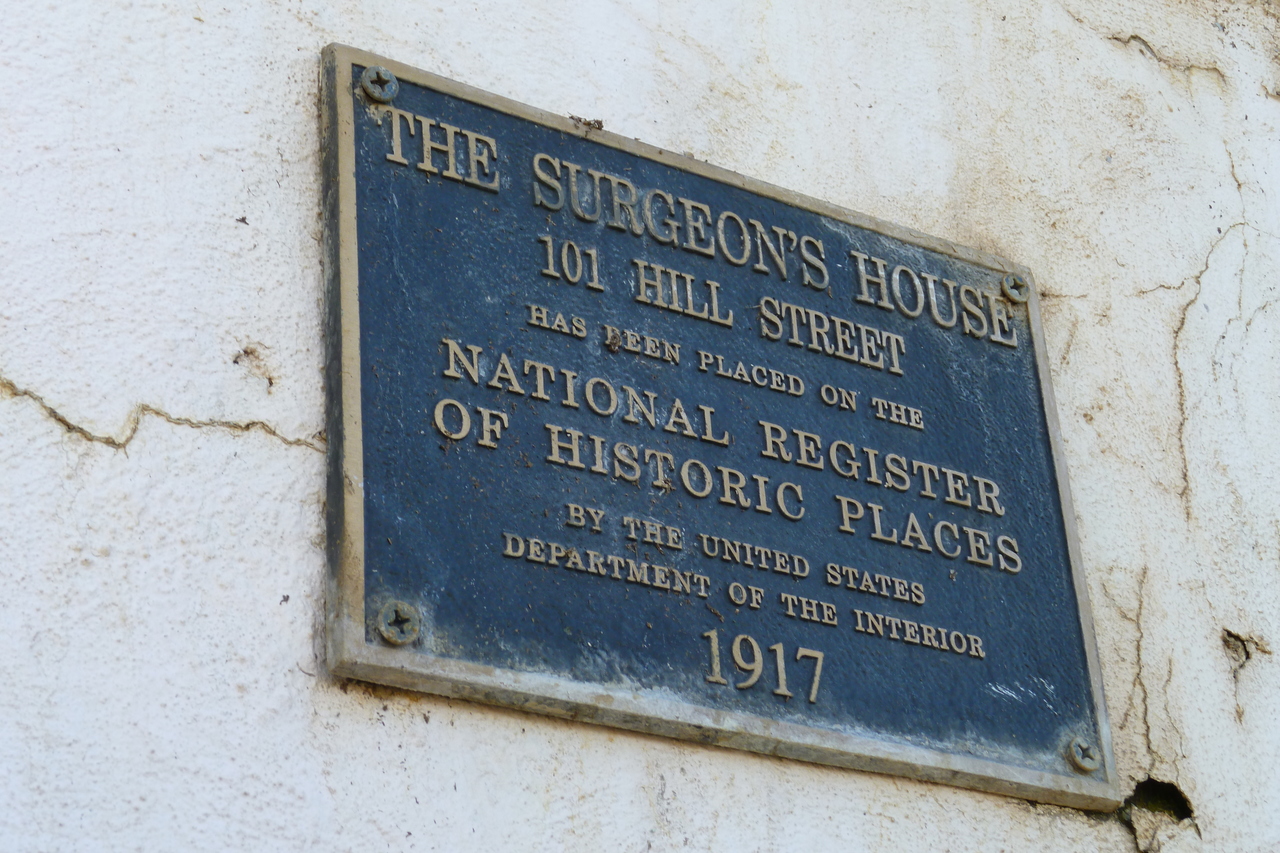 THE SURGEON'S HOUSE
101 HILL STREET
HAS BEEN PLACED ON THE
NATIONAL REGISTER
OF HISTORIC PLACES
BY THE UNITED STATES
DEPARTMENT OF THE INTERIOR
1917